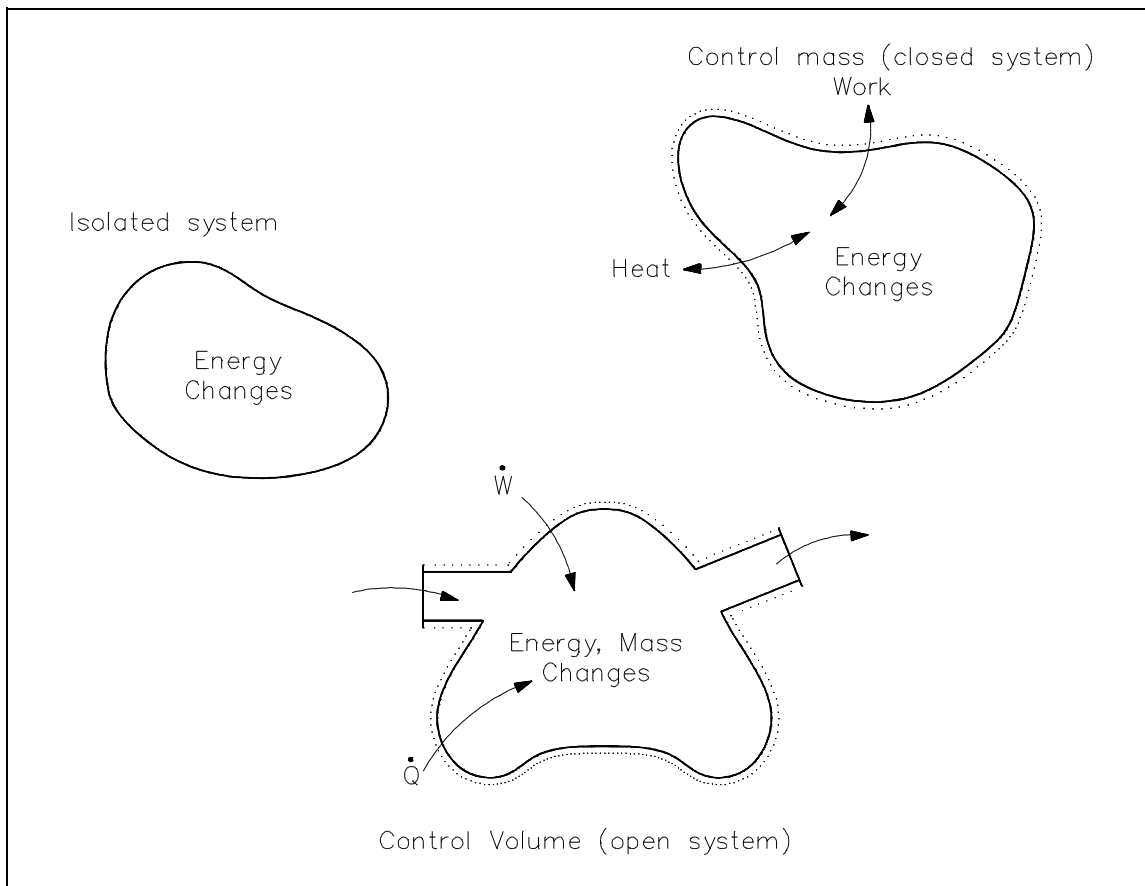 Control mass (closed system)
Work
Isolated system
Heat
Energy
Changes
Energy
Changes
Ẇ
Energy, Mass
Changes
Q̇
Control Volume (open system)